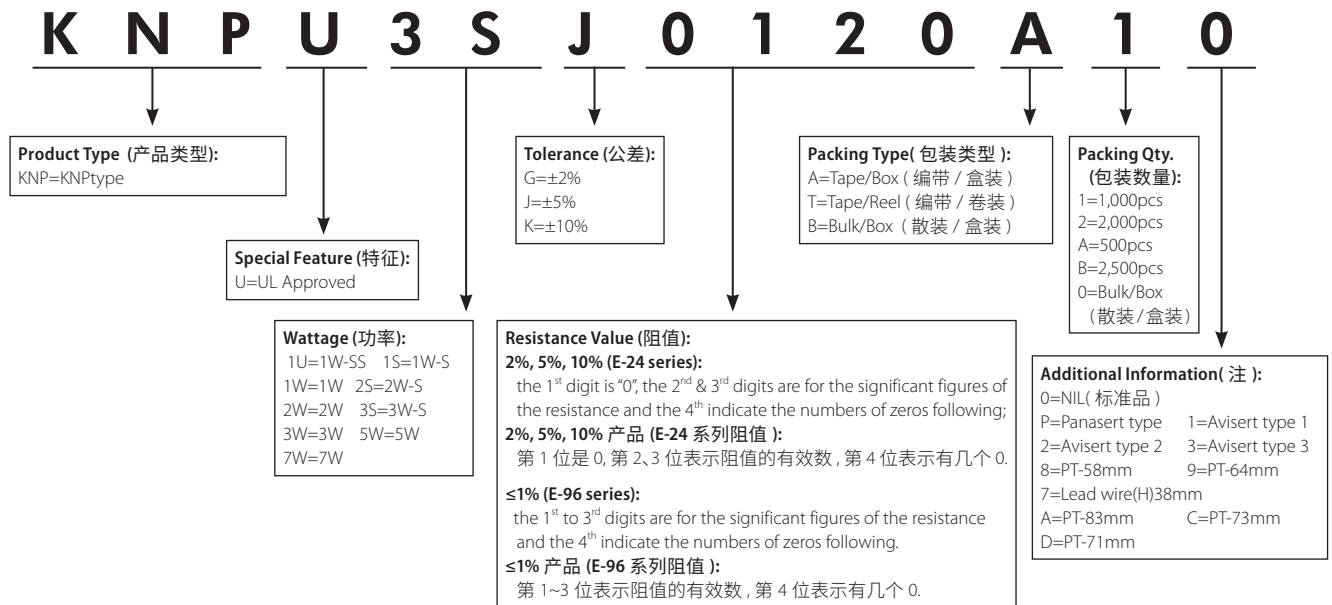 K N P U 3 S J 0 1 2 0 A 1 0
Product Type (产品类型):
KNP=KNPtype
Special Feature (特征):
U=UL Approved
Wattage (功率):
1U=1W-SS 1S=1W-S
1W=1W 2S=2W-S
2W=2W 3S=3W-S
3W=3W 5W=5W
7W=7W
Tolerance (公差):
G=±2%
J=±5%
K=±10%
Resistance Value (阻值):
2%, 5%, 10% (E-24 series):
the 1st digit is “0”, the 2nd & 3rd digits are for the significant figures of
the resistance and the 4th indicate the numbers of zeros following;
2%, 5%, 10% 产品 (E-24 系列阻值 ):
第 1 位是 0, 第 2、3 位表示阻值的有效数 , 第 4 位表示有几个 0.
≤1% (E-96 series):
the 1st to 3rd digits are for the significant figures of the resistance
and the 4th indicate the numbers of zeros following.
≤1% 产品 (E-96 系列阻值 ):
第 1~3 位表示阻值的有效数 , 第 4 位表示有几个 0.
Packing Type( 包装类型 ):
A=Tape/Box ( 编带 / 盒装 )
T=Tape/Reel ( 编带 / 卷装 )
B=Bulk/Box ( 散装 / 盒装 )
Packing Qty.
(包装数量):
1=1,000pcs
2=2,000pcs
A=500pcs
B=2,500pcs
0=Bulk/Box
(散装/盒装)
Additional Information( 注 ):
0=NIL( 标准品 )
P=Panasert type 1=Avisert type 1
2=Avisert type 2 3=Avisert type 3
8=PT-58mm 9=PT-64mm
7=Lead wire(H)38mm
A=PT-83mm C=PT-73mm
D=PT-71mm